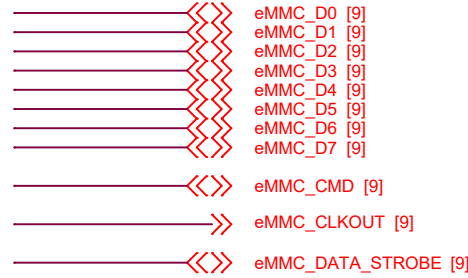 eMMC_D0 [9]
eMMC_D1 [9]
eMMC_D2 [9]
eMMC_D3 [9]
eMMC_D4 [9]
eMMC_D5 [9]
eMMC_D6 [9]
eMMC_D7 [9]
eMMC_CMD [9]
eMMC_CLKOUT [9]
eMMC_DATA_STROBE [9]